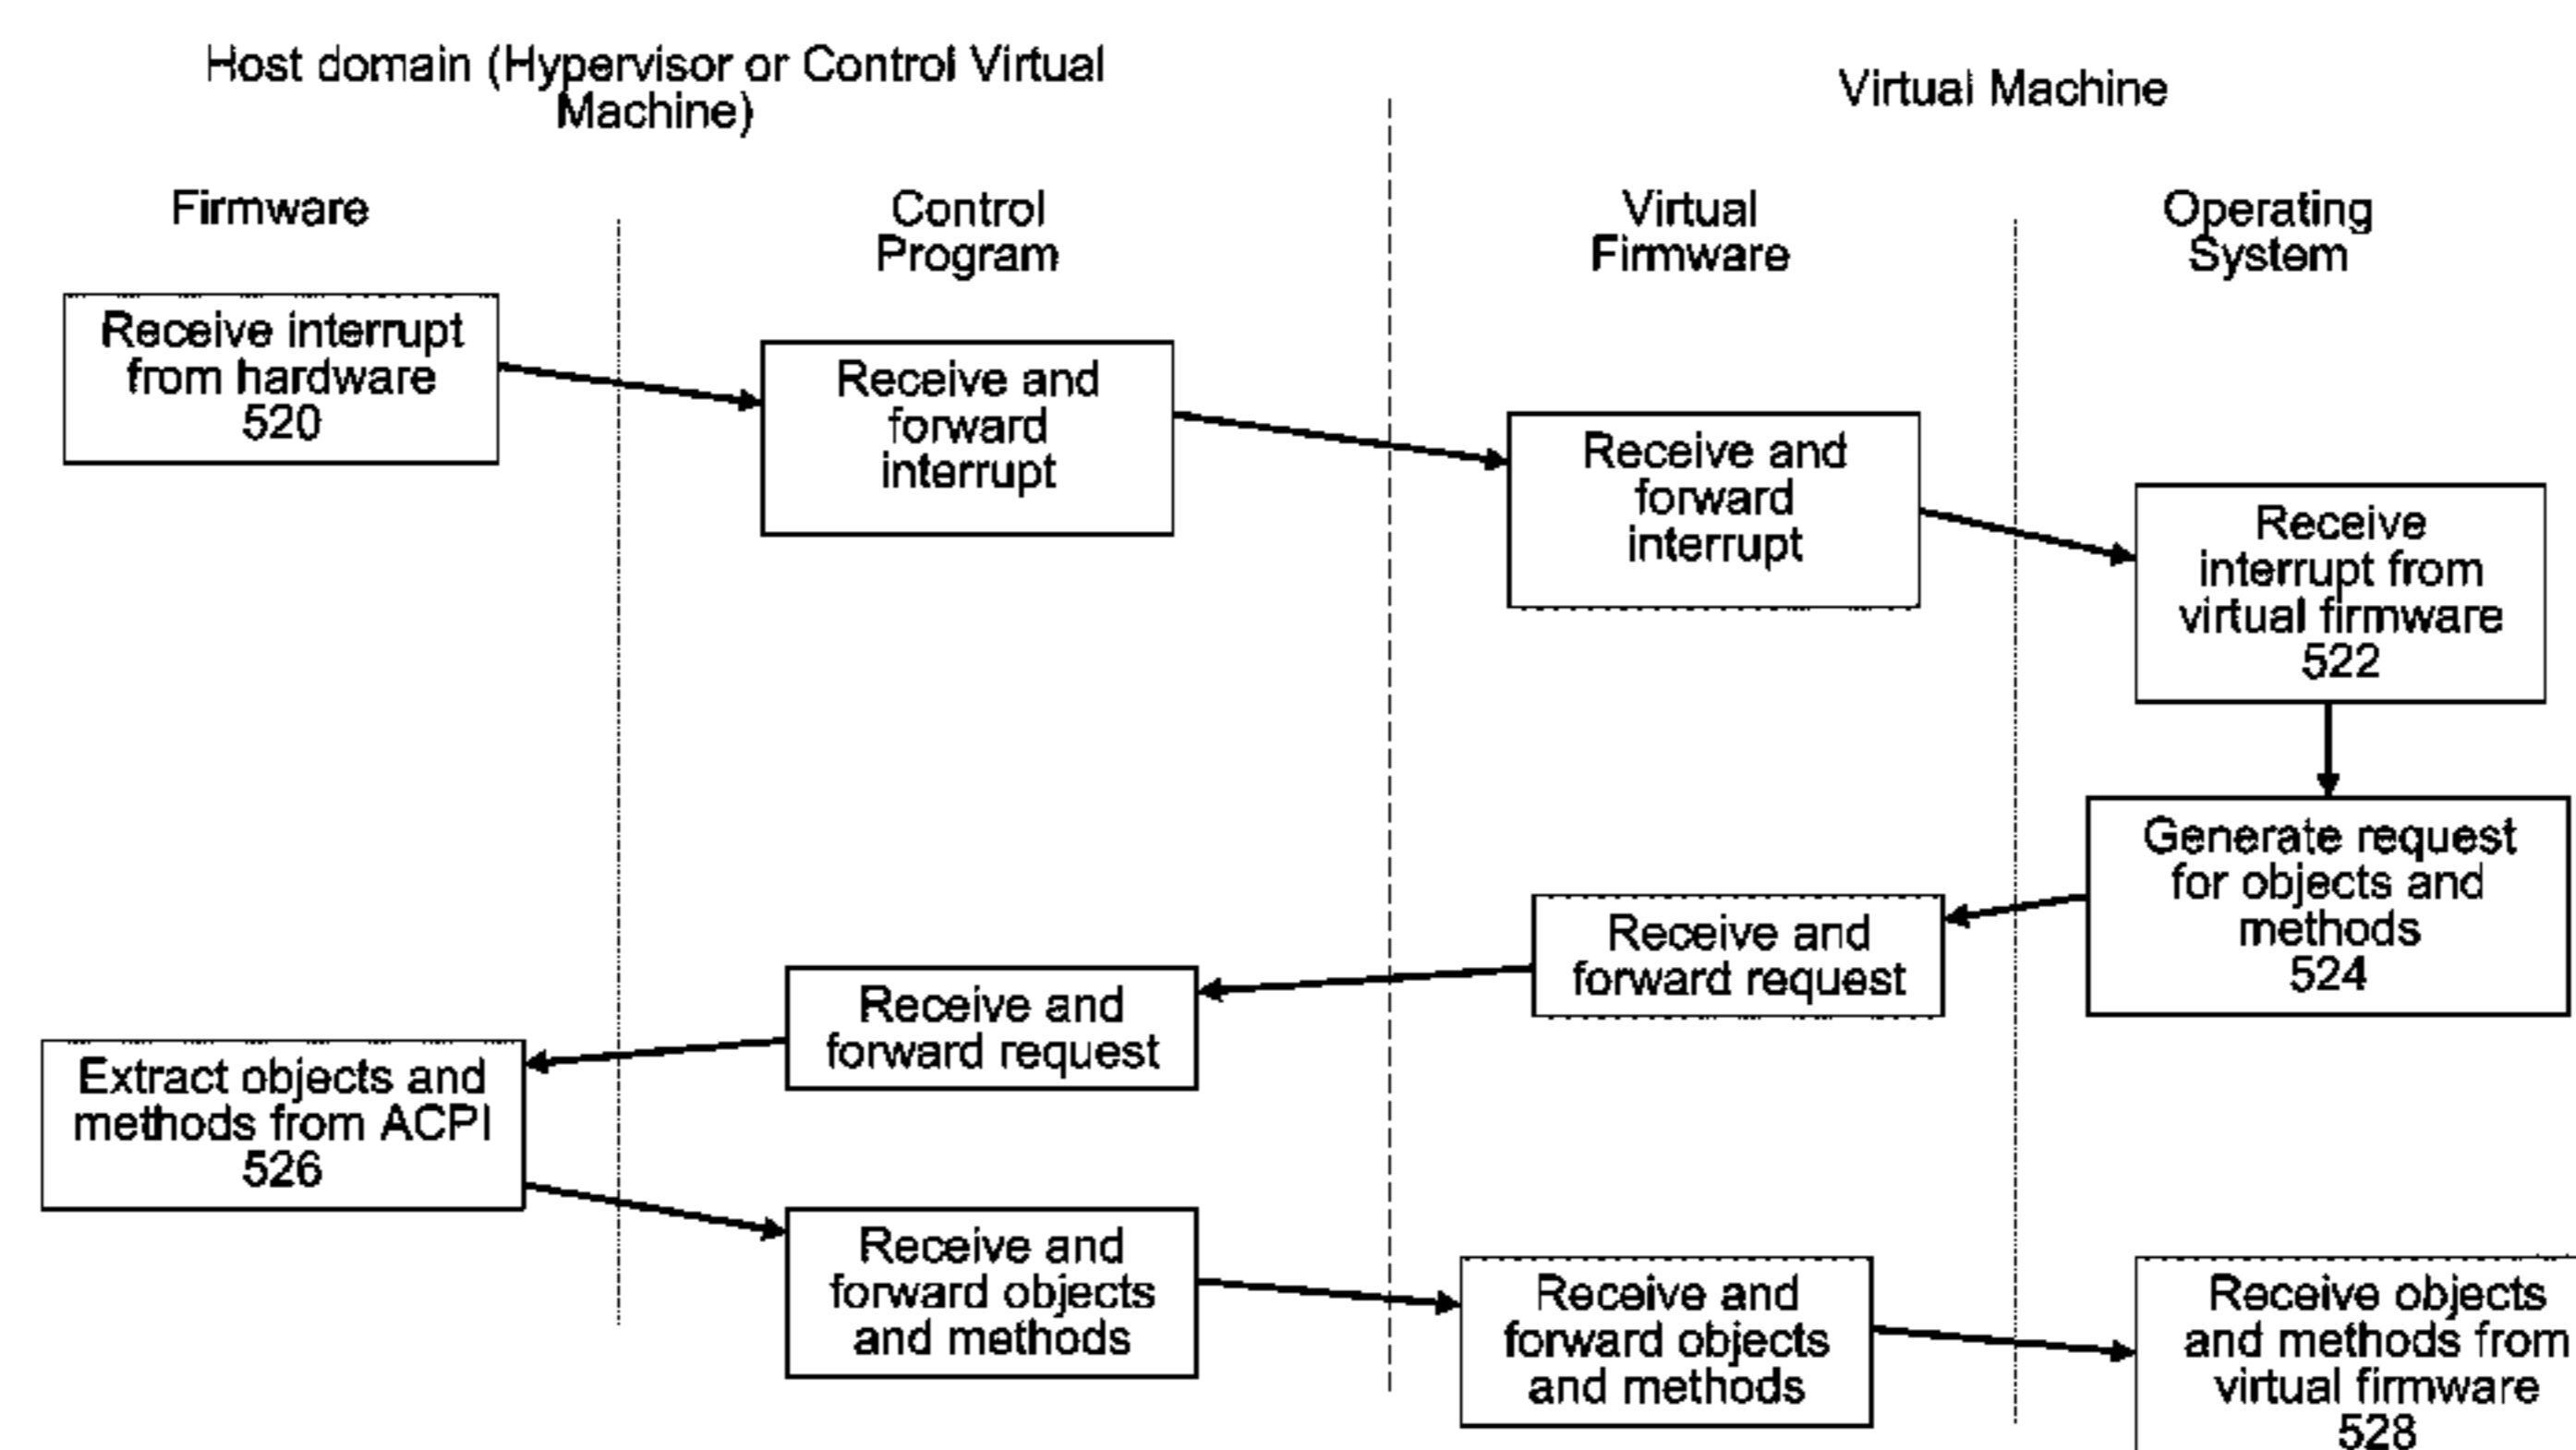 Host domain (Hypervisor or Control Virtual
Machine)
Virtual Machine
Firmware
Control
Program
Virtual
Firmware
Operating
System
Receive interrupt
from hardware
520
Receive and
forward
interrupt
Receive and
forward
interrupt
Receive
interrupt from
virtual firmware
522
Generate request
for objects and
methods
524
Receive and
forward request
Receive and
forward request
Extract objects and
methods from ACPI
526
Receive and
forward objects
and methods
Receive and
forward objects
and methods
Receive objects
and methods from
virtual firmware
528